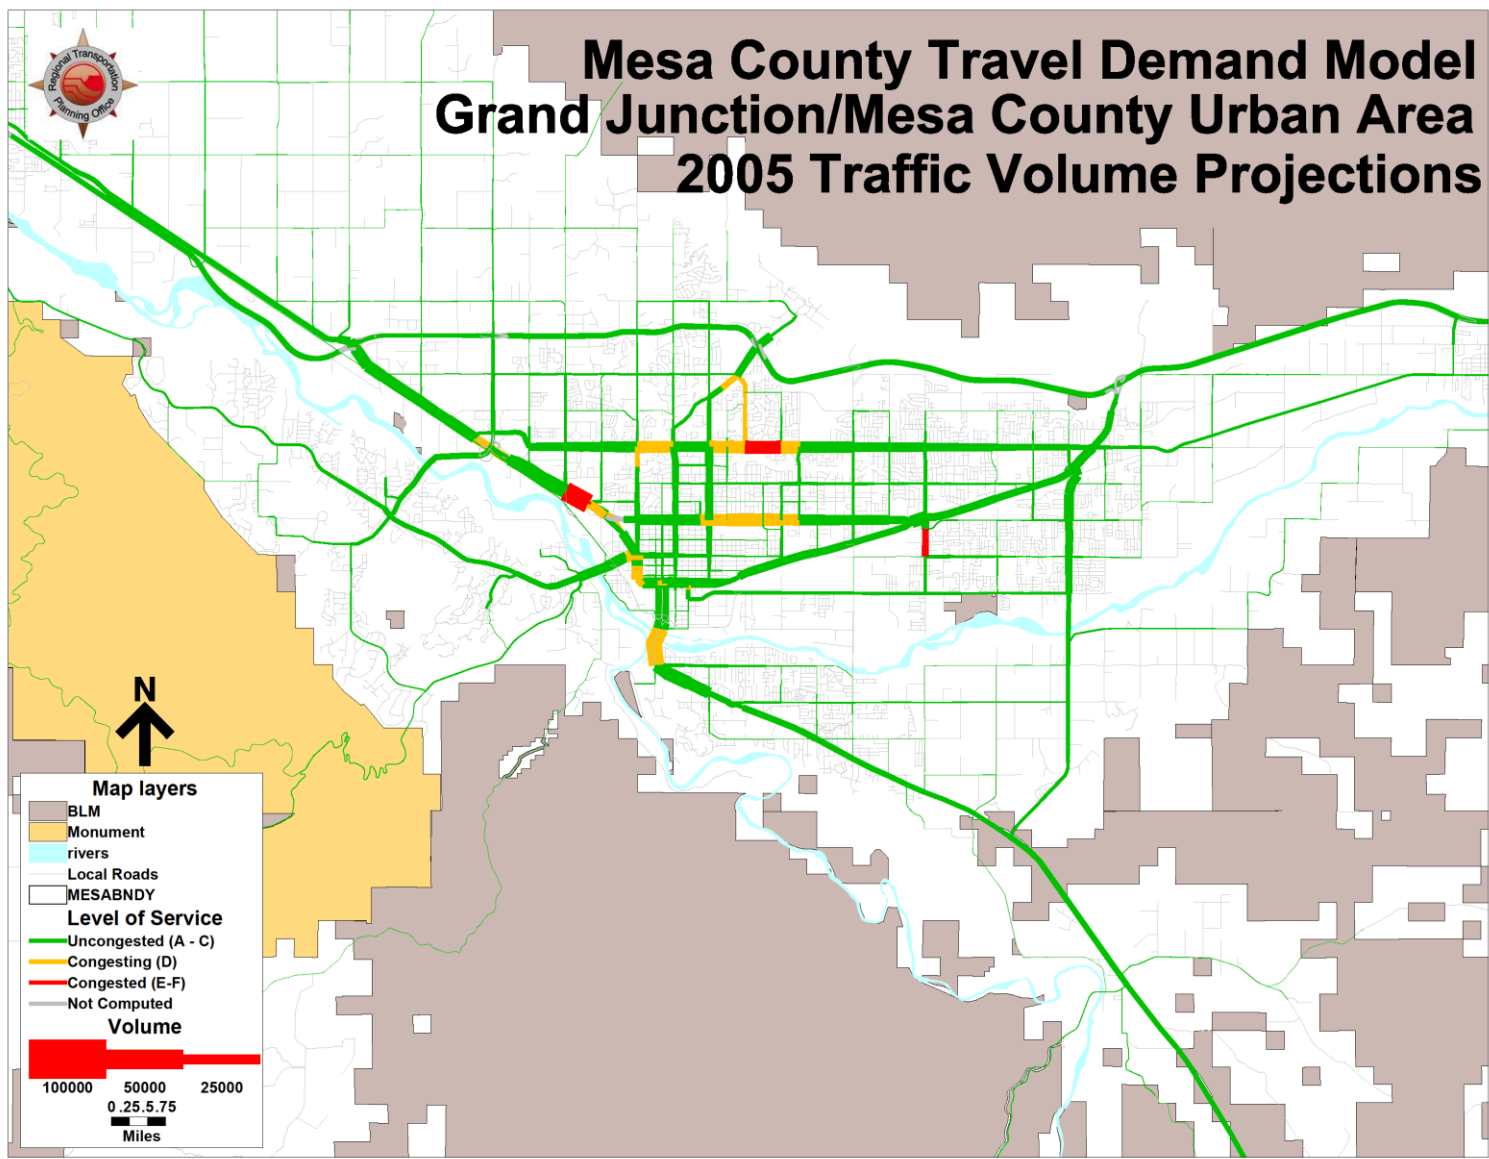 Regional Transportation
Planning Office
Mesa County Travel Demand Model
Grand Junction/Mesa County Urban Area
2005 Traffic Volume Projections
N
Map layers
BLM
Monument
rivers
Local Roads
MESABNDY
Level of Service
Uncongested (A - C)
Congesting (D)
Congested (E-F)
Not Computed
Volume
100000 50000 25000
0 .25.5.75
Miles